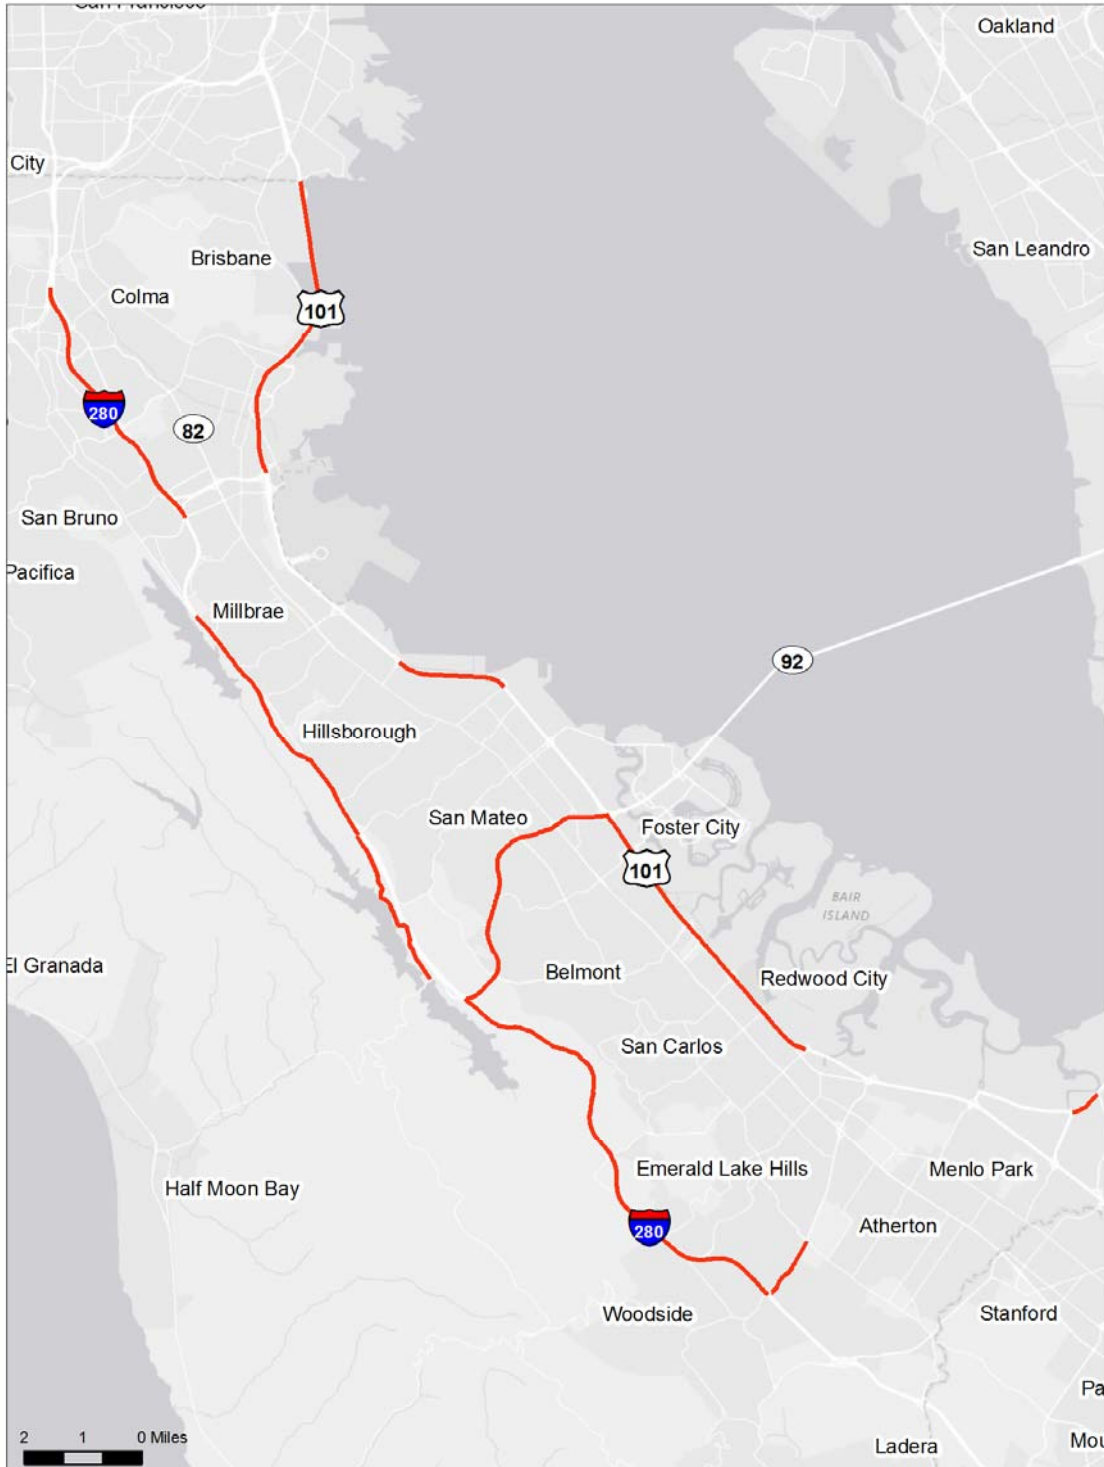 Oakland
City
San Leandro
Brisbane
Colma
101
280
82
San Bruno
Pacifica
Millbrae
92
Hillsborough
San Mateo
Foster City
101
BAIR
ISLAND
El Granada
Belmont
Redwood City
San Carlos
Emerald Lake Hills
Menlo Park
Half Moon Bay
Atherton
280
Woodside
Stanford
Pa
2 1 0 Miles
Ladera
Mou